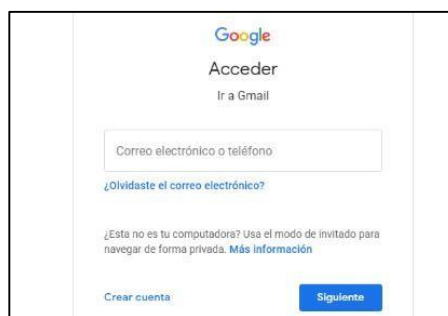 Google
Acceder
Ir a Gmail
Correo electrónico o teléfono
¿Olvidaste el correo electrónico?
¿Esta no es tu computadora? Usa el modo de invitado para
navegar de forma privada. Más información
Crear cuenta
Siguiente